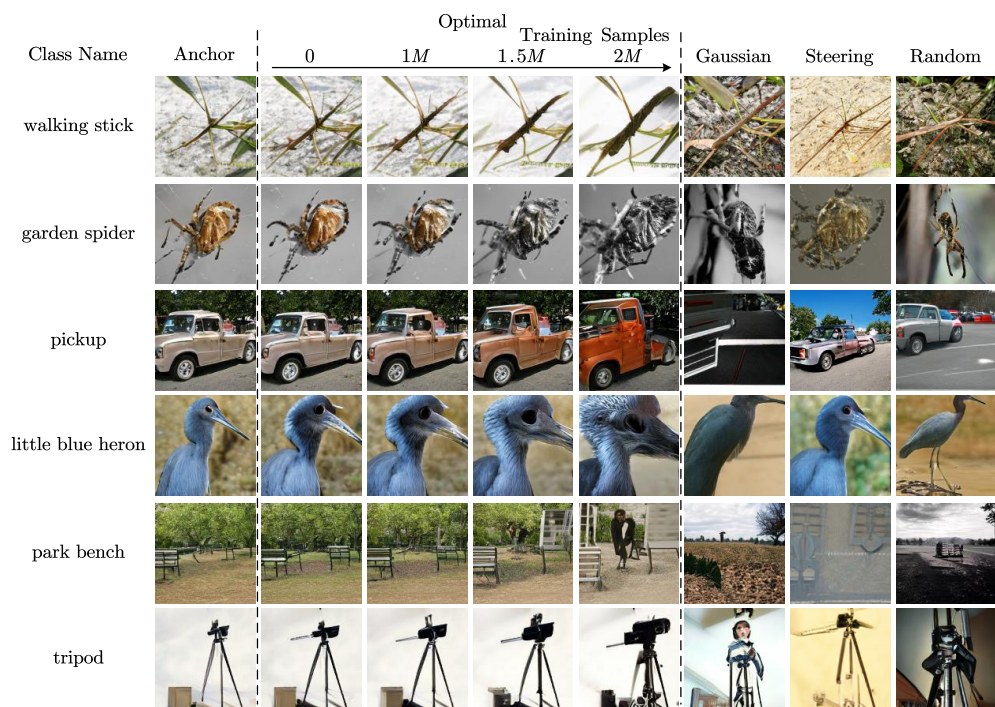 Optimal
Training Samples
Class Name Anchor 0 1M 1.5M 2M Gaussian Steering Random
walking stick
garden spider
pickup
little blue heron
park bench
tripod